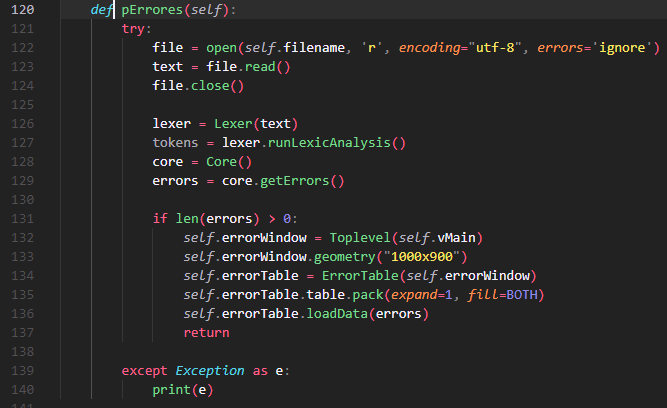 120 def pErrores(self):
121 try:
122 file = open(self.filename, 'r', encoding="utf-8", errors='ignore')
123 text = file.read()
124 file.close()
125
126 lexer = Lexer(text)
127 tokens = lexer.runLexicAnalysis()
128 core = Core()
129 errors = core.getErrors()
130
131 if len(errors) > 0:
132 self.errorWindow = Toplevel(self.vMain)
133 self.errorWindow.geometry("1000x900")
134 self.errorTable = ErrorTable(self.errorWindow)
135 self.errorTable.table.pack(expand=1, fill=BOTH)
136 self.errorTable.loadData(errors)
137 return
138
139 except Exception as e:
140 print(e)